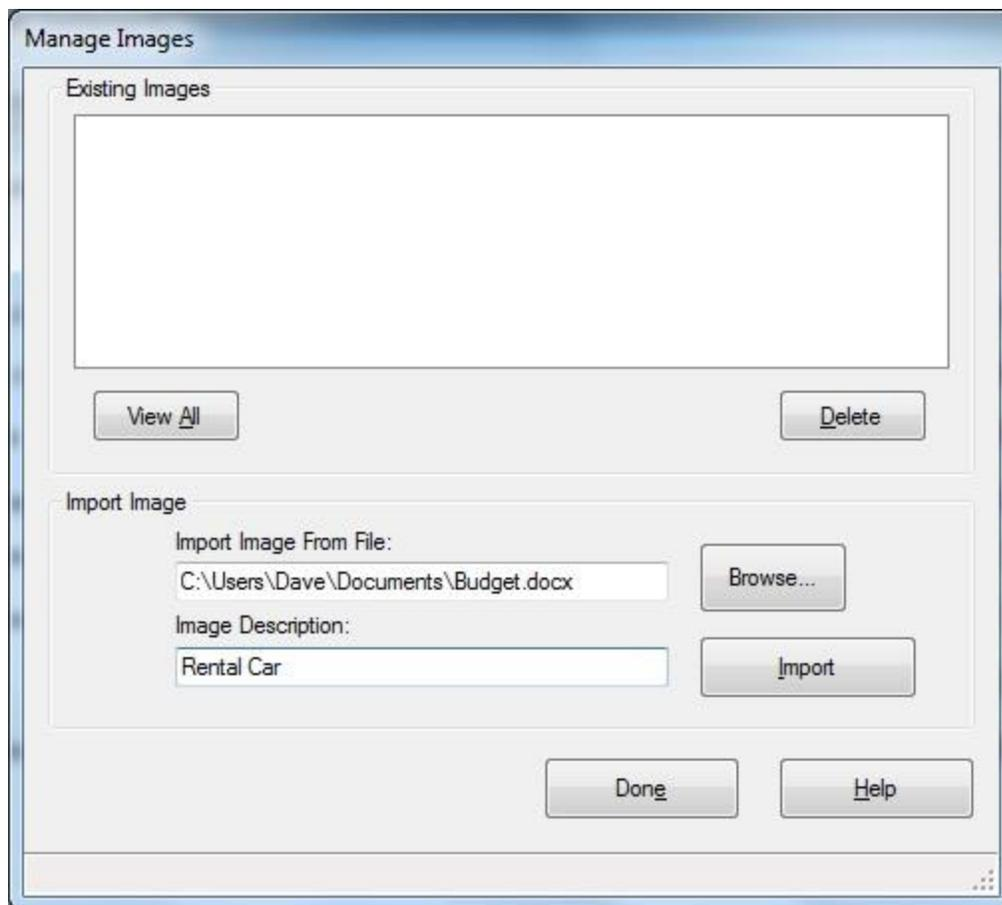 Manage Images
Existing Images
View All
Delete
Import Image
Import Image From File:
C:\Users\Dave\Documents\Budget.docx
Browse...
Image Description:
Rental Car
Import
Done
Help